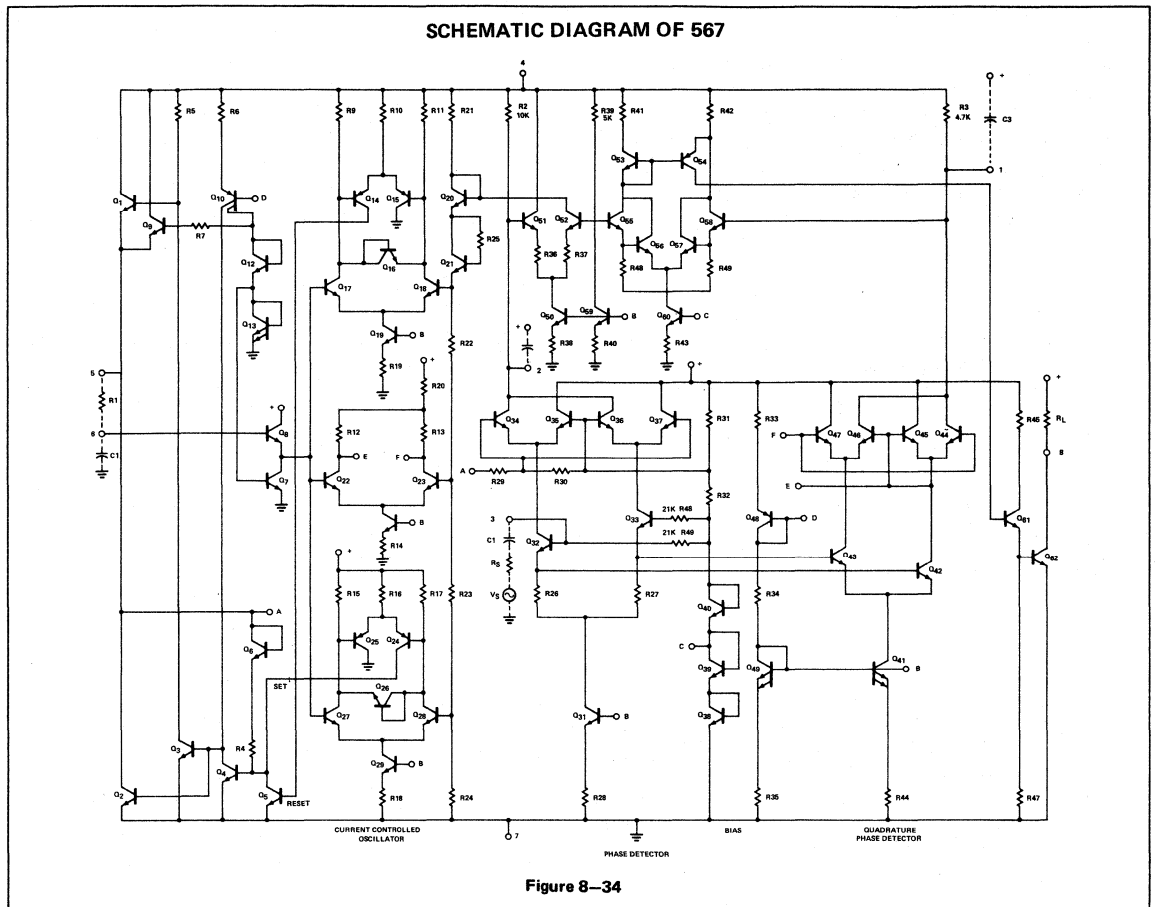 SCHEMATIC DIAGRAM OF 567
4
+
R5 R6 R9 R10 R11 R21 R2 10K R39 5K R41 R42 R3 4.7K C3
Q53 Q54
1
Q1 Q9 Q10 D Q14 Q15 Q20 Q51 Q52 Q55 Q58
R7 Q12 Q16 R25 Q21 R36 R37 Q56 Q57 R48 R49
Q13 Q17 Q18
Q50 Q59 B Q60 C
Q19 B R22 +
R19 + R38 R40 R43
5 R1 2 + +
+ R20
6 Q8 R12 R13 Q34 Q35 Q36 Q37 R31 R33 F Q47 Q46 Q45 Q44 R45 RL
C1 E F A R29 R30 8
Q7 Q22 Q23 R32 E
B 3 Q33 21K R48 Q48 D Q61
R14 C1 Q32 21K R49 Q43 Q62
+ RS Q42
R15 R16 R17 R23 VS R26 R27 Q40 R34
A Q25 Q24
Q6 C Q39 Q49 Q41 B
SET Q26
Q27 Q28 Q31 B Q38
R4
Q3 Q4 Q29 B
Q2 Q5 RESET R18 R24 R28 R35 R44 R47
CURRENT CONTROLLED
OSCILLATOR
7
PHASE DETECTOR
BIAS
QUADRATURE
PHASE DETECTOR
Figure 8–34